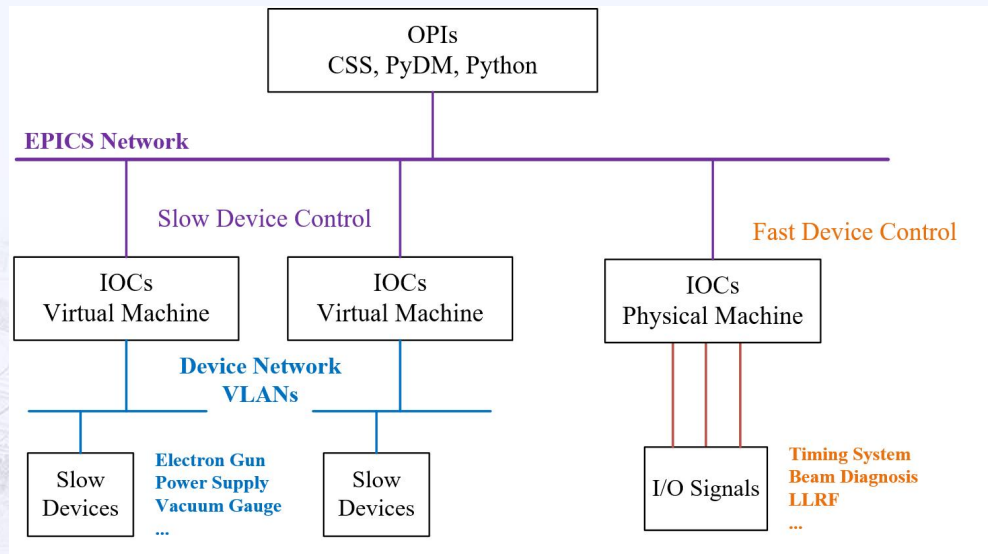 OPIs
CSS, PyDM, Python
EPICS Network
Slow Device Control
Fast Device Control
IOCs
Virtual Machine
IOCs
Virtual Machine
IOCs
Physical Machine
Device Network
VLANs
Slow
Devices
Electron Gun
Power Supply
Vacuum Gauge
...
Slow
Devices
I/O Signals
Timing System
Beam Diagnosis
LLRF
...